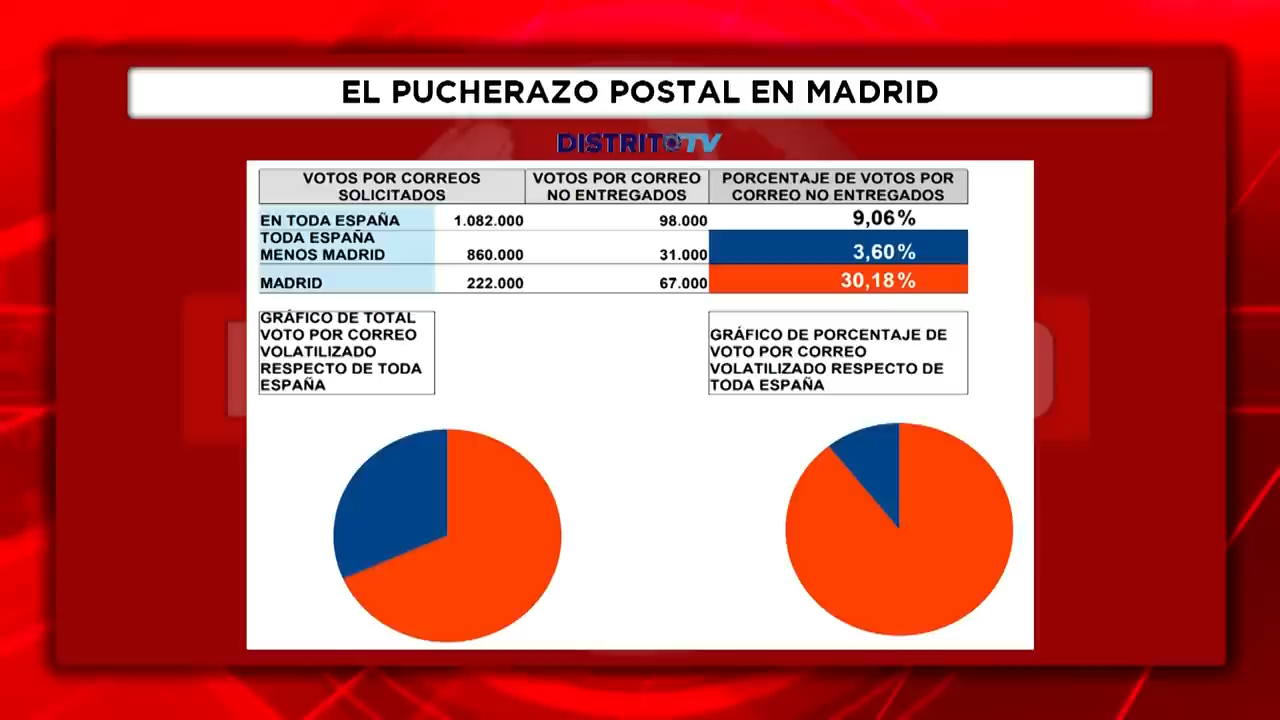 EL PUCHERAZO POSTAL EN MADRID
DISTRITOTV
VOTOS POR CORREOS
SOLICITADOS
VOTOS POR CORREO
NO ENTREGADOS
PORCENTAJE DE VOTOS POR
CORREO NO ENTREGADOS
EN TODA ESPAÑA 1.082.000 98.000 9,06%
TODA ESPAÑA
MENOS MADRID 860.000 31.000 3,60%
MADRID 222.000 67.000 30,18%
GRÁFICO DE TOTAL
VOTO POR CORREO
VOLATILIZADO
RESPECTO DE TODA
ESPAÑA
GRÁFICO DE PORCENTAJE DE
VOTO POR CORREO
VOLATILIZADO RESPECTO DE
TODA ESPAÑA